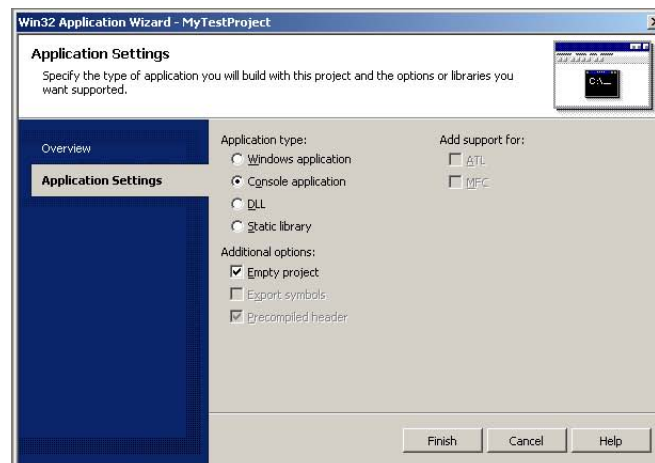 Win32 Application Wizard - MyTestProject
Application Settings
Specify the type of application you will build with this project and the options or libraries you
want supported.
C:\_
Overview
Application Settings
Application type:
Windows application
Console application
DLL
Static library
Additional options:
Empty project
Export symbols
Precompiled header
Add support for:
ATL
MFC
Finish
Cancel
Help